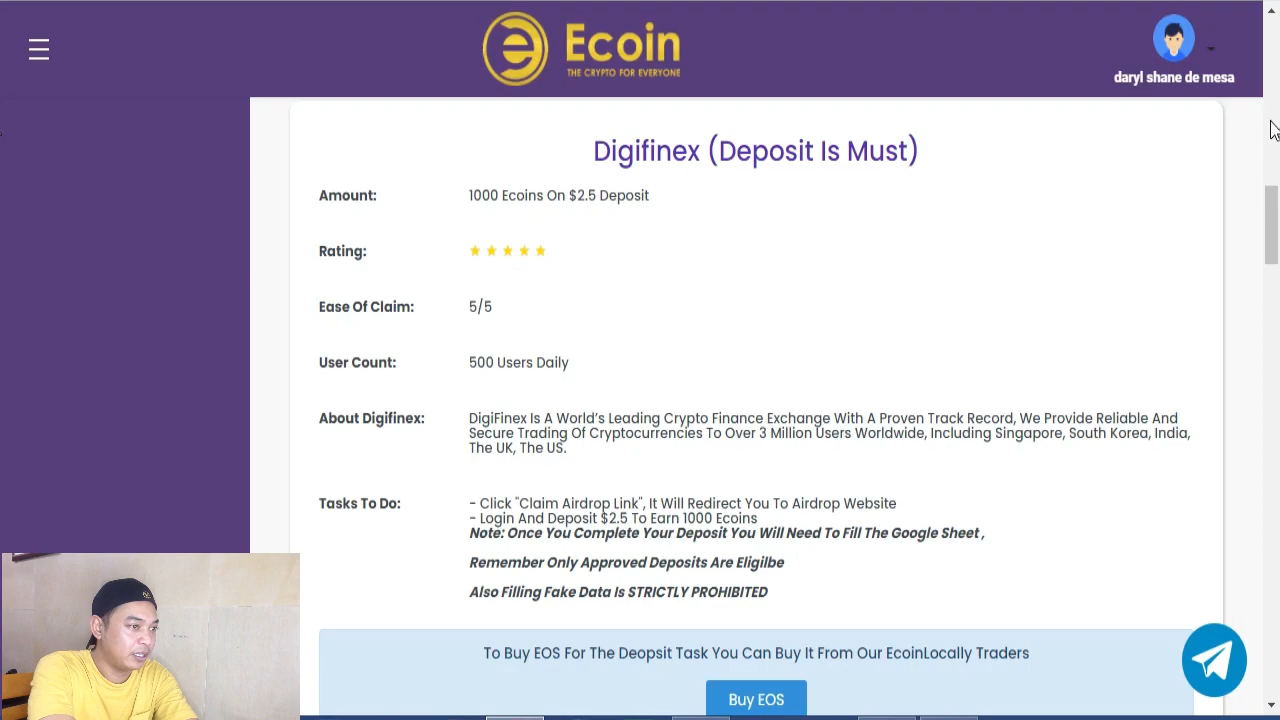 Ecoin
THE CRYPTO FOR EVERYONE
daryl shane de mesa
Digifinex (Deposit Is Must)
Amount: 1000 Ecoins On $2.5 Deposit
Rating:
Ease Of Claim: 5/5
User Count: 500 Users Daily
About Digifinex: DigiFinex Is A World's Leading Crypto Finance Exchange With A Proven Track Record, We Provide Reliable And
Secure Trading Of Cryptocurrencies To Over 3 Million Users Worldwide, Including Singapore, South Korea, India,
The UK, The US.
Tasks To Do: - Click "Claim Airdrop Link", It Will Redirect You To Airdrop Website
- Login And Deposit $2.5 To Earn 1000 Ecoins
Note: Once You Complete Your Deposit You Will Need To Fill The Google Sheet ,
Remember Only Approved Deposits Are Eligilbe
Also Filling Fake Data Is STRICTLY PROHIBITED
To Buy EOS For The Deopsit Task You Can Buy It From Our EcoinLocally Traders
Buy EOS